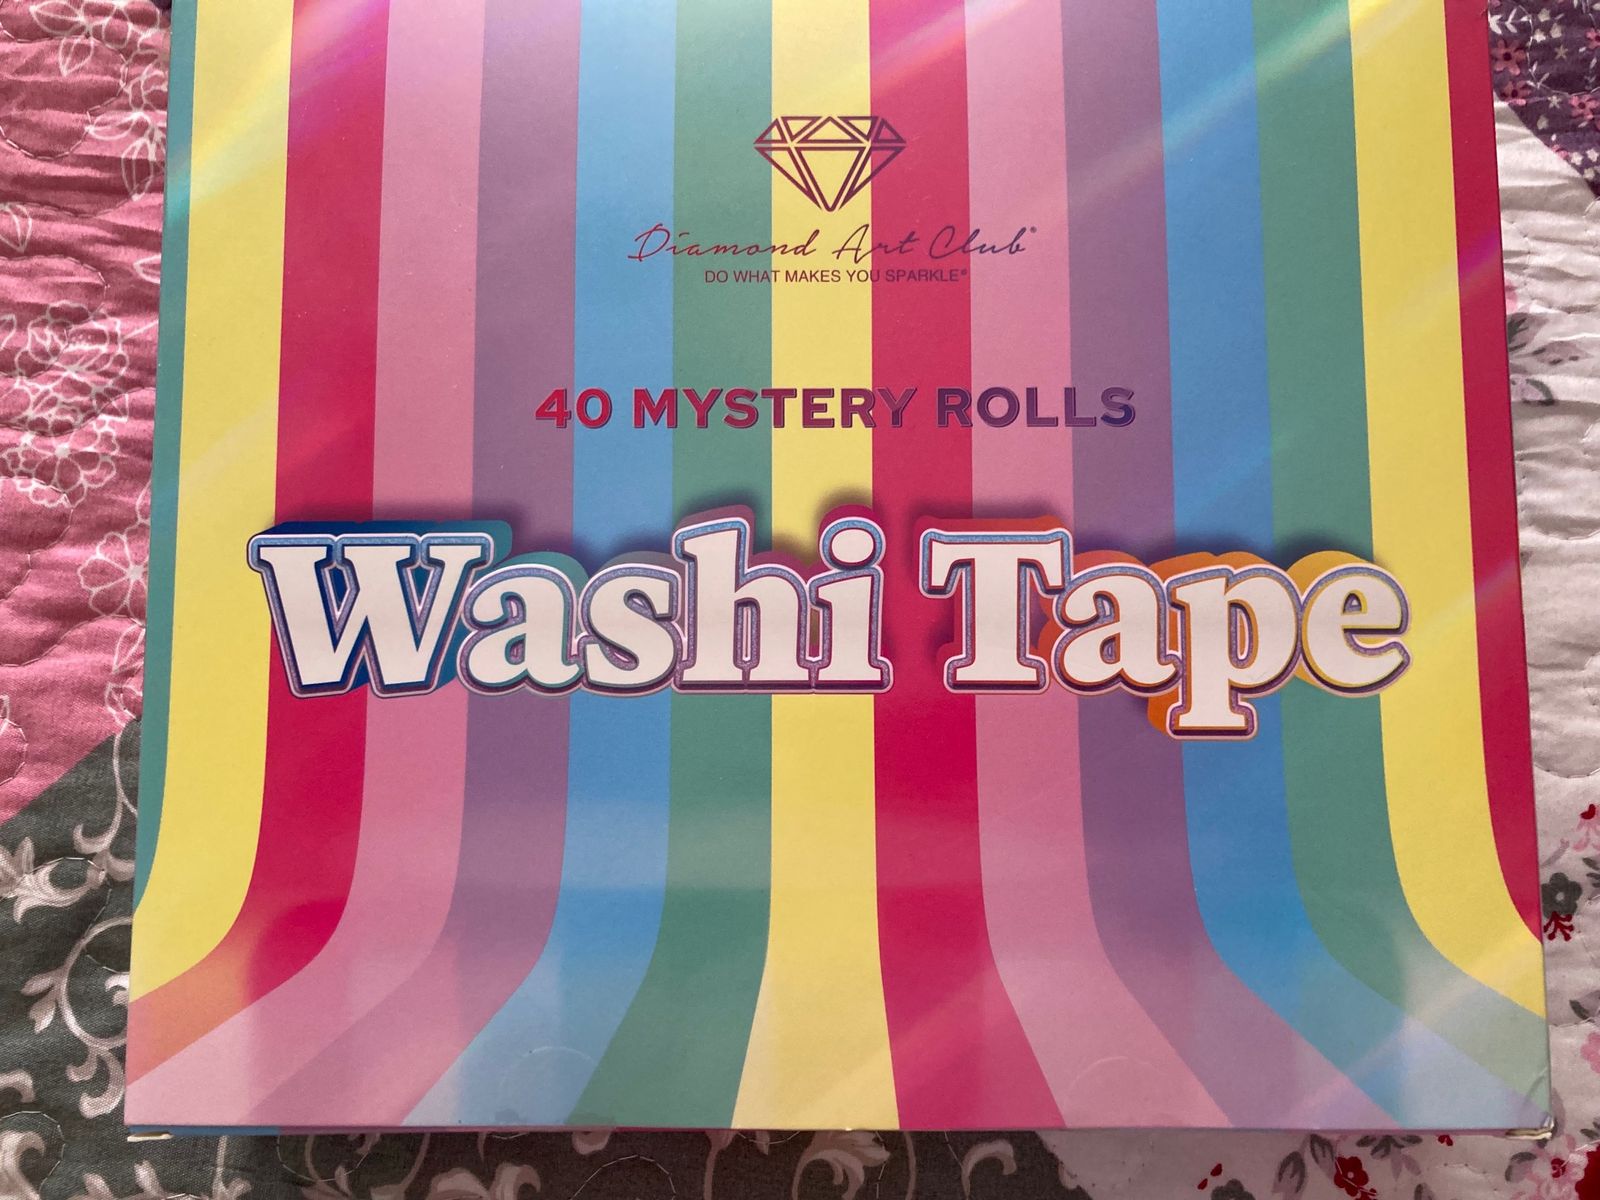 Diamond Art Club®
DO WHAT MAKES YOU SPARKLE®
40 MYSTERY ROLLS
Washi Tape